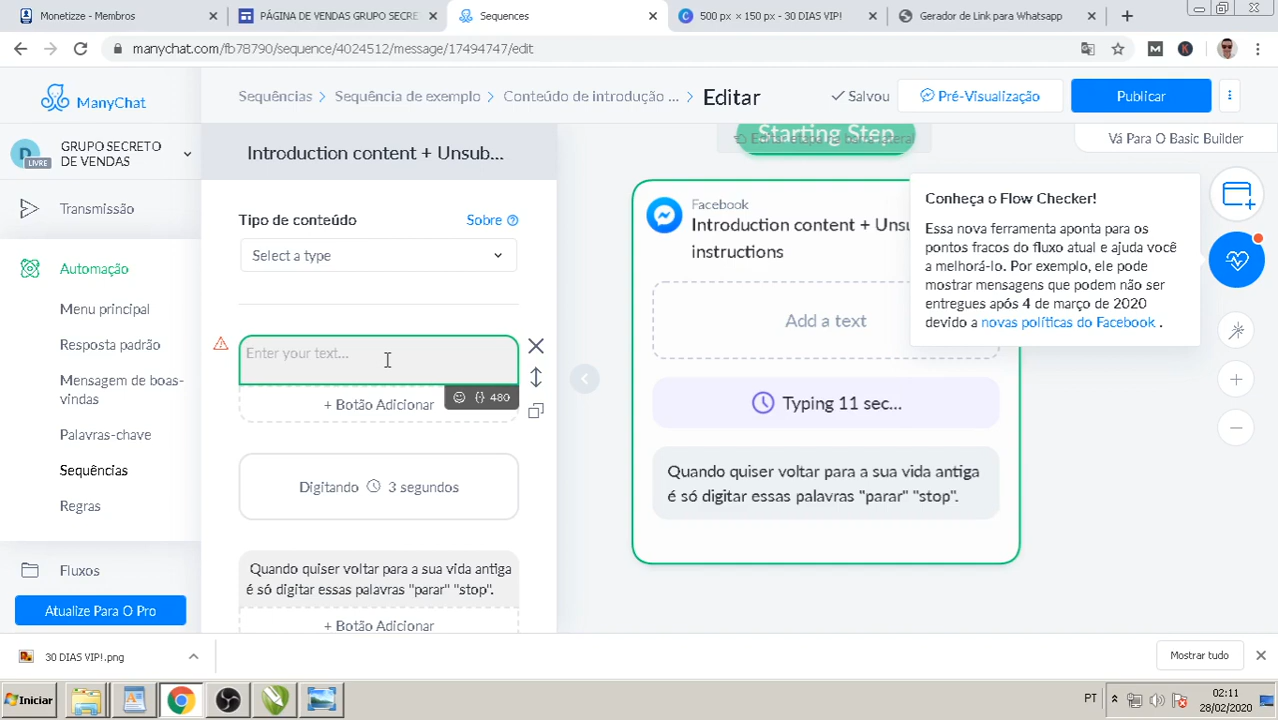 Monetizze - Membros
PÁGINA DE VENDAS GRUPO SECRE
Sequences
500 px × 150 px - 30 DIAS VIP!
Gerador de Link para Whatsapp
manychat.com/fb78790/sequence/4024512/message/17494747/edit
ManyChat
Sequências > Sequência de exemplo > Conteúdo de introdução ... > Editar
Salvou
Pré-Visualização
Publicar
D
LIVRE
GRUPO SECRETO
DE VENDAS
Transmissão
Automação
Menu principal
Resposta padrão
Mensagem de boas-
vindas
Palavras-chave
Sequências
Regras
Fluxos
Atualize Para O Pro
Introduction content + Unsub...
Tipo de conteúdo
Sobre
Select a type
Enter your text...
{} 480
+ Botão Adicionar
Digitando 3 segundos
Quando quiser voltar para a sua vida antiga
é só digitar essas palavras "parar" "stop".
+ Botão Adicionar
Starting Step
Editar etapa na barra lateral
Vá Para O Basic Builder
Facebook
Introduction content + Unsu
instructions
Add a text
Typing 11 sec...
Quando quiser voltar para a sua vida antiga
é só digitar essas palavras "parar" "stop".
Conheça o Flow Checker!
Essa nova ferramenta aponta para os
pontos fracos do fluxo atual e ajuda você
a melhorá-lo. Por exemplo, ele pode
mostrar mensagens que podem não ser
entregues após 4 de março de 2020
devido a novas políticas do Facebook .
30 DIAS VIP!.png
Mostrar tudo
Iniciar
PT
02:11
28/02/2020